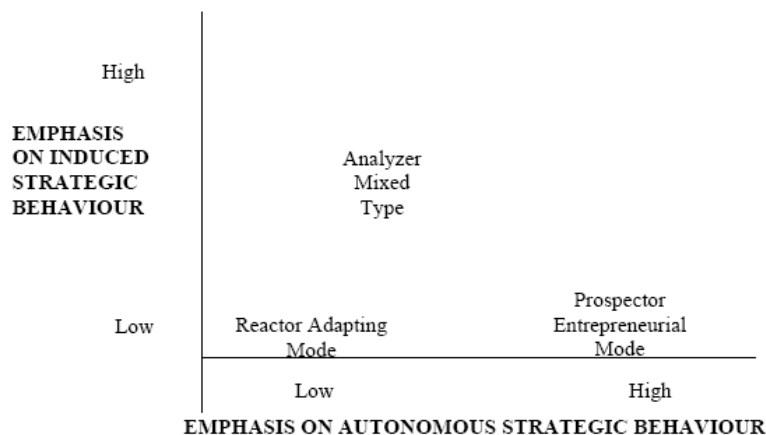 High
EMPHASIS
ON INDUCED
STRATEGIC
BEHAVIOUR
Analyzer
Mixed
Type
Low
Reactor Adapting
Mode
Prospector
Entrepreneurial
Mode
Low
High
EMPHASIS ON AUTONOMOUS STRATEGIC BEHAVIOUR